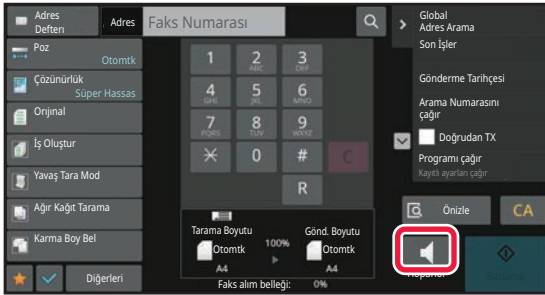 Adres
Defteri
Adres
Faks Numarası
Global
Adres Arama
Poz
Otomtk
Son İşler
Çözünürlük
Süper Hassas
Gönderme Tarihçesi
Orijinal
Arama Numarasını
çağır
İş Oluştur
Doğrudan TX
Yavaş Tara Mod
Programı çağır
Kayıtlı ayarları çağır
Ağır Kağıt Tarama
Karma Boy Bel
Diğerleri
1
2
ABC
3
DEF
4
GHI
5
JKL
6
MNO
7
PQRS
8
TUV
9
WXYZ
0
#
C
R
Tarama Boyutu
Otomtk
A4
100%
Gönd. Boyutu
Otomtk
A4
Faks alım belleği: 0%
Önizle
CA
Hoparlör